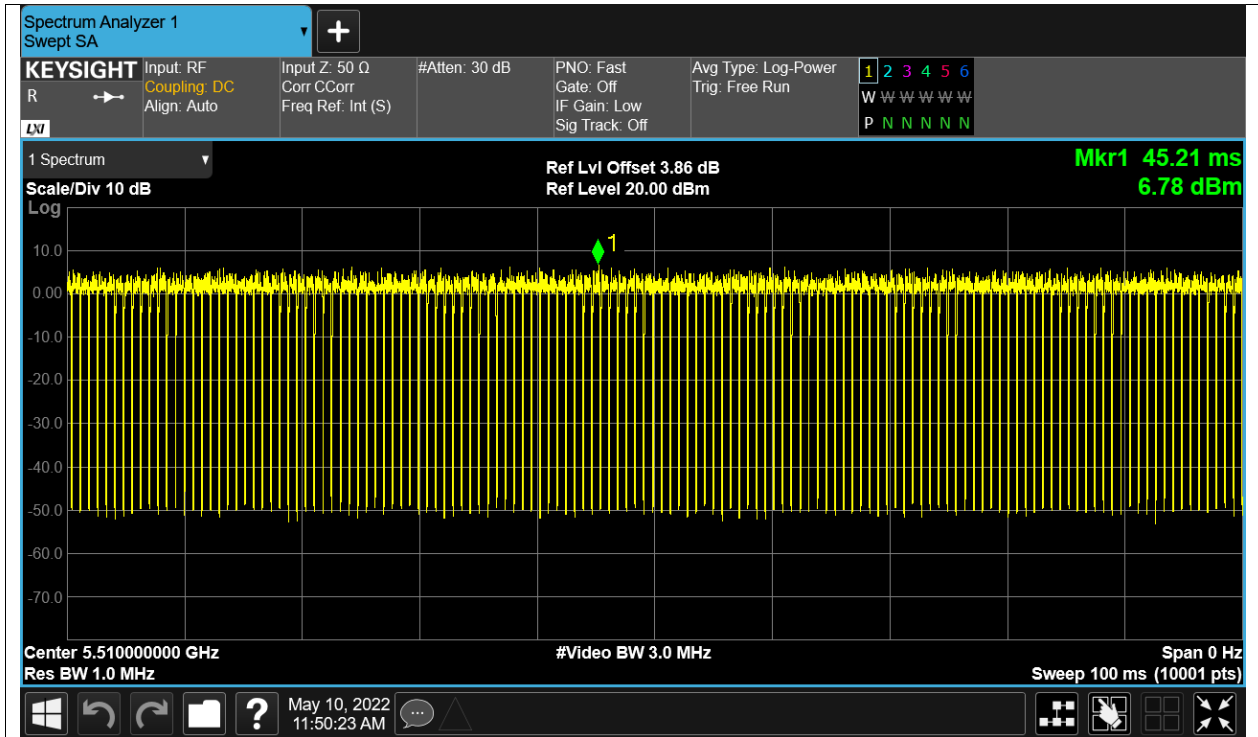 Spectrum Analyzer 1
Swept SA
+
KEYSIGHT
R
LXI
Input: RF
Coupling: DC
Align: Auto
Input Z: 50 Ω
Corr CCorr
Freq Ref: Int (S)
#Atten: 30 dB
PNO: Fast
Gate: Off
IF Gain: Low
Sig Track: Off
Avg Type: Log-Power
Trig: Free Run
1 2 3 4 5 6
W W W W W W
P N N N N N
1 Spectrum
Scale/Div 10 dB
Log
Ref Lvl Offset 3.86 dB
Ref Level 20.00 dBm
Mkr1 45.21 ms
6.78 dBm
1
10.0
0.00
-10.0
-20.0
-30.0
-40.0
-50.0
-60.0
-70.0
Center 5.510000000 GHz
Res BW 1.0 MHz
#Video BW 3.0 MHz
Span 0 Hz
Sweep 100 ms (10001 pts)
?
May 10, 2022
11:50:23 AM